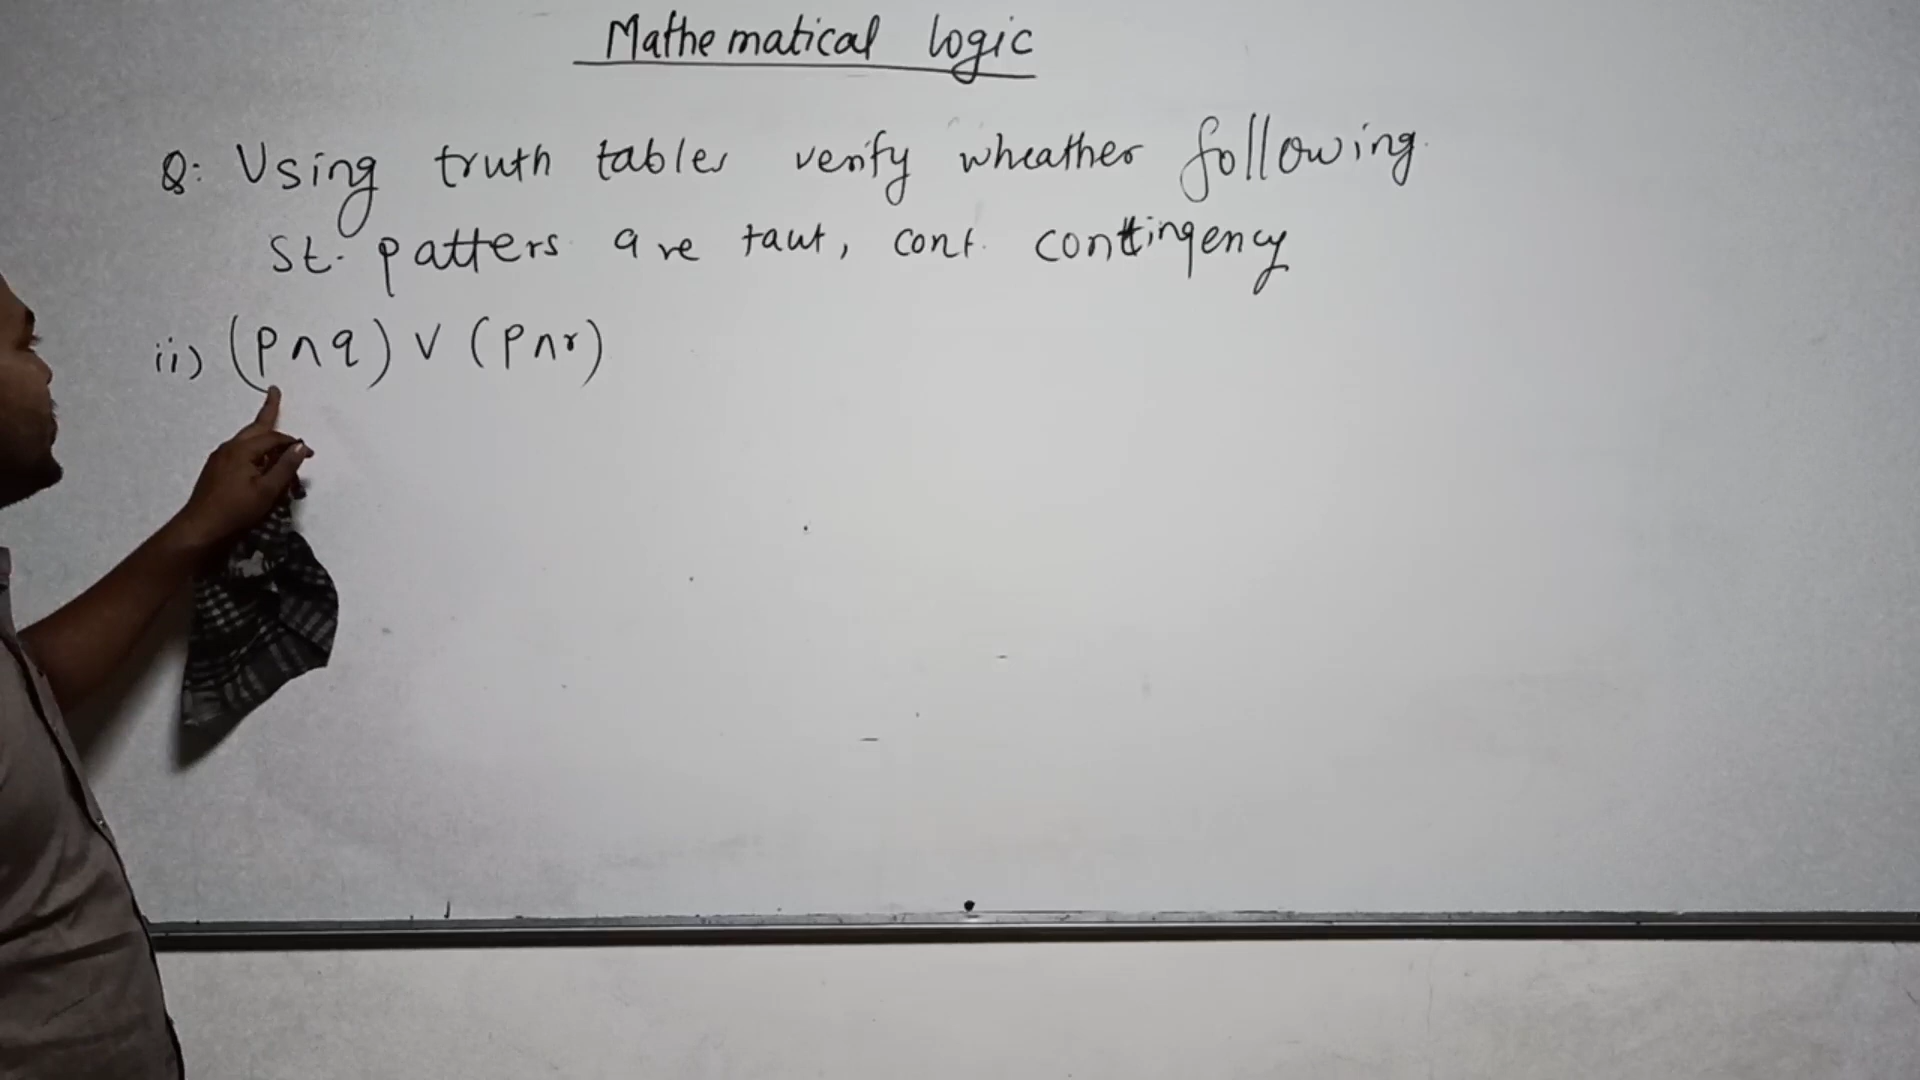 Mathematical logic
Q: Using truth tables verify wheather following
St. patters are taut, cont. contingency
ii) (p ∧ q) ∨ (p ∧ r)